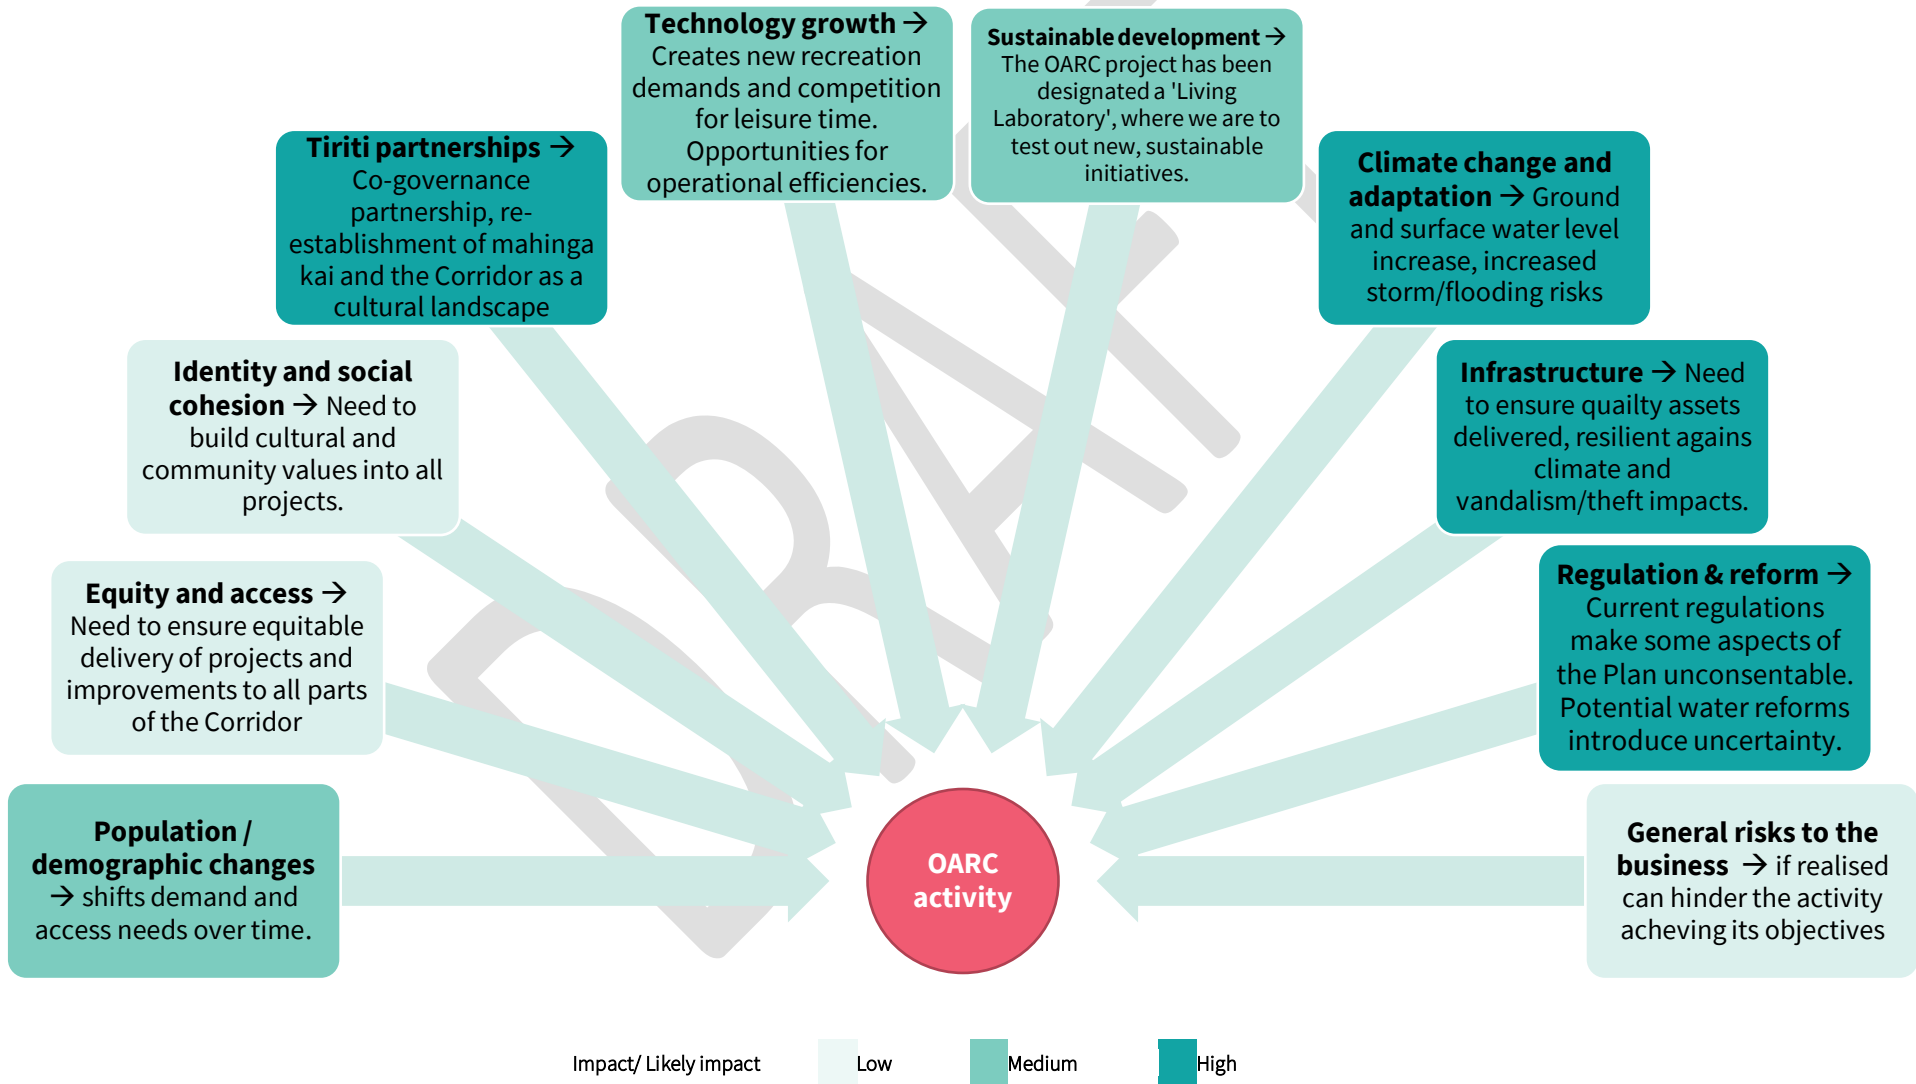 Technology growth →
Creates new recreation
demands and competition
for leisure time.
Opportunities for
operational efficiencies.
Sustainable development →
The OARC project has been
designated a 'Living
Laboratory', where we are to
test out new, sustainable
initiatives.
Tiriti partnerships →
Co-governance
partnership, re-
establishment of mahinga
kai and the Corridor as a
cultural landscape
Climate change and
adaptation → Ground
and surface water level
increase, increased
storm/flooding risks
Identity and social
cohesion → Need to
build cultural and
community values into all
projects.
Infrastructure → Need
to ensure quailty assets
delivered, resilient agains
climate and
vandalism/theft impacts.
Equity and access →
Need to ensure equitable
delivery of projects and
improvements to all parts
of the Corridor
Regulation & reform →
Current regulations
make some aspects of
the Plan unconsentable.
Potential water reforms
introduce uncertainty.
Population /
demographic changes
→ shifts demand and
access needs over time.
General risks to the
business → if realised
can hinder the activity
acheving its objectives
OARC
activity
Impact/ Likely impact Low Medium High
DRAFT